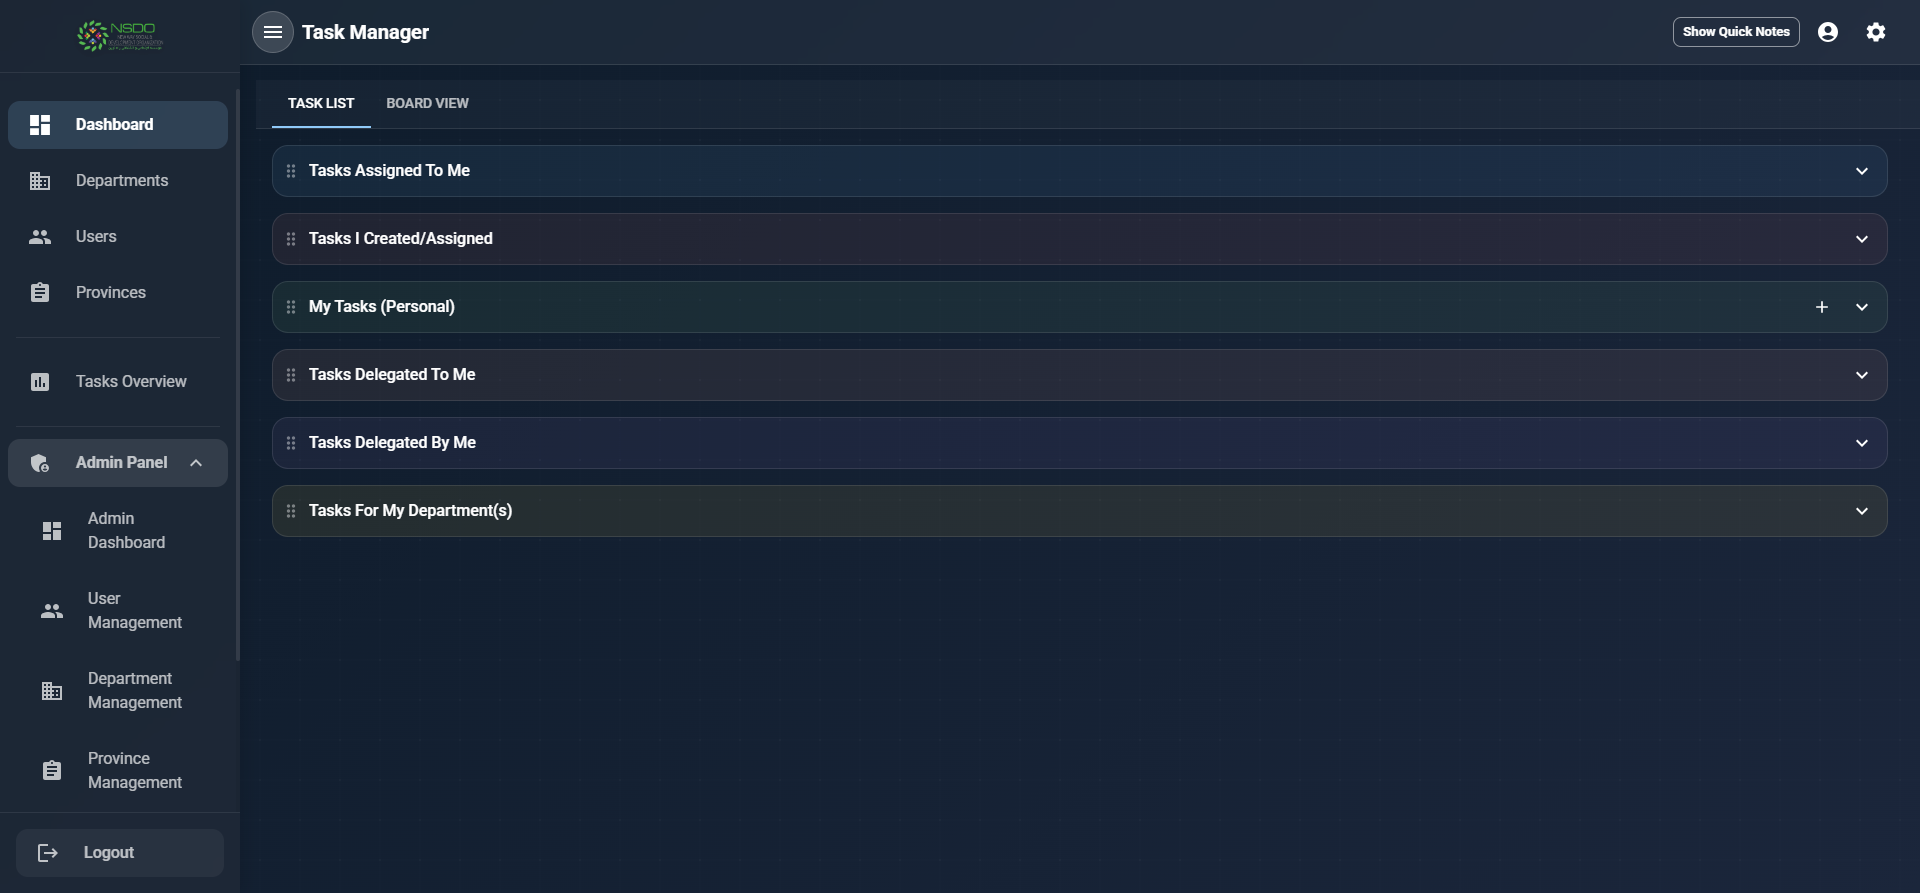 NSDO
Task Manager
Show Quick Notes
Dashboard
Departments
Users
Provinces
Tasks Overview
Admin Panel
Admin
Dashboard
User
Management
Department
Management
Province
Management
Logout
TASK LIST
BOARD VIEW
Tasks Assigned To Me
Tasks I Created/Assigned
My Tasks (Personal)
Tasks Delegated To Me
Tasks Delegated By Me
Tasks For My Department(s)